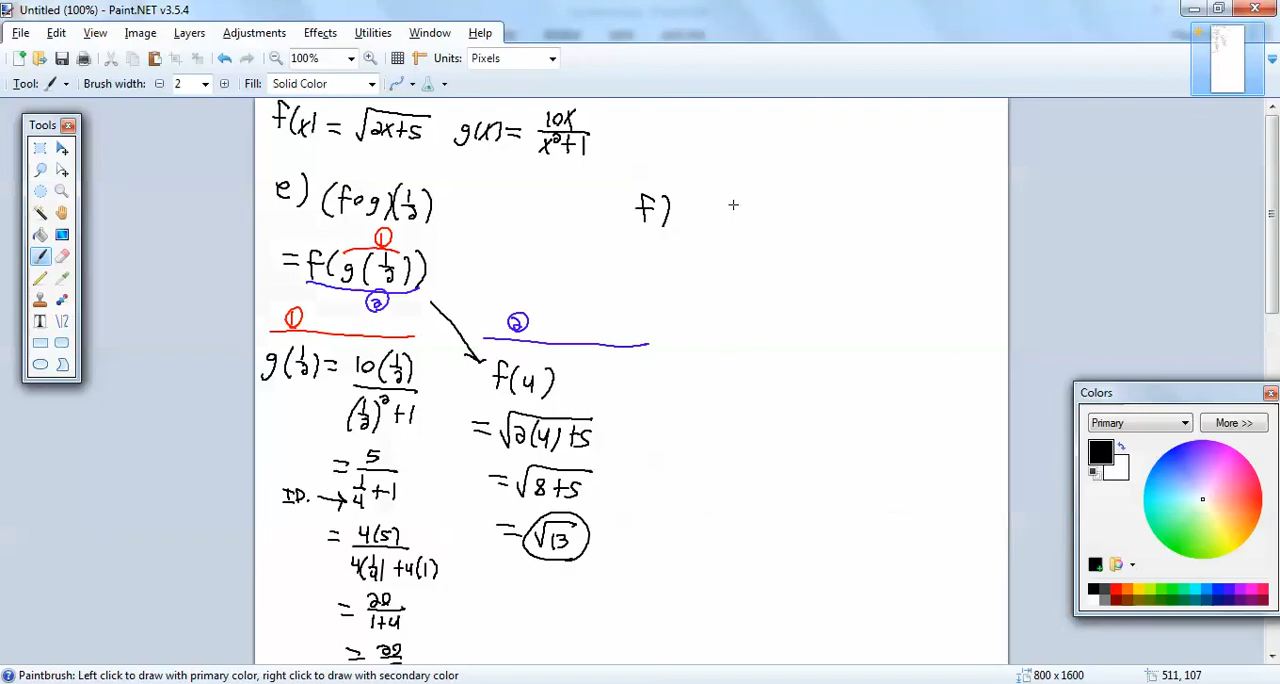 Untitled (100%) - Paint.NET v3.5.4
File Edit View Image Layers Adjustments Effects Utilities Window Help
100% Units: Pixels
Tool: Brush width: 2 Fill: Solid Color
Tools
f(x) = √2x+5 g(x) = 10x
x²+1
e) (f∘g)(1/2)
f)
①
= f(g(1/2))
②
① ②
g(1/2) = 10(1/2)
(1/2)² + 1
f(4)
= √2(4)+5
= 5
1/4 + 1
= √8+5
= 4(5)
4(1/4) + 4(1)
= √13
= 20
1+4
Colors
Primary More >>
Paintbrush: Left click to draw with primary color, right click to draw with secondary color 800 x 1600 511, 107